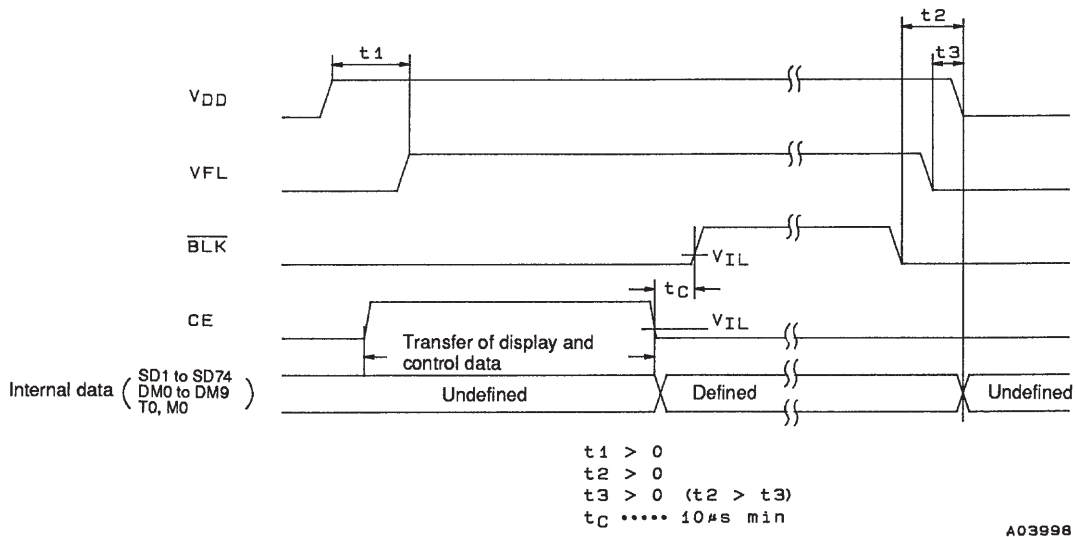 t1
t2
t3
VDD
VFL
BLK
VIL
tC
CE
VIL
Transfer of display and
control data
Internal data ( SD1 to SD74
DM0 to DM9
T0, M0 )
Undefined
Defined
Undefined
t1 > 0
t2 > 0
t3 > 0 (t2 > t3)
tC ••••• 10μs min
A03998